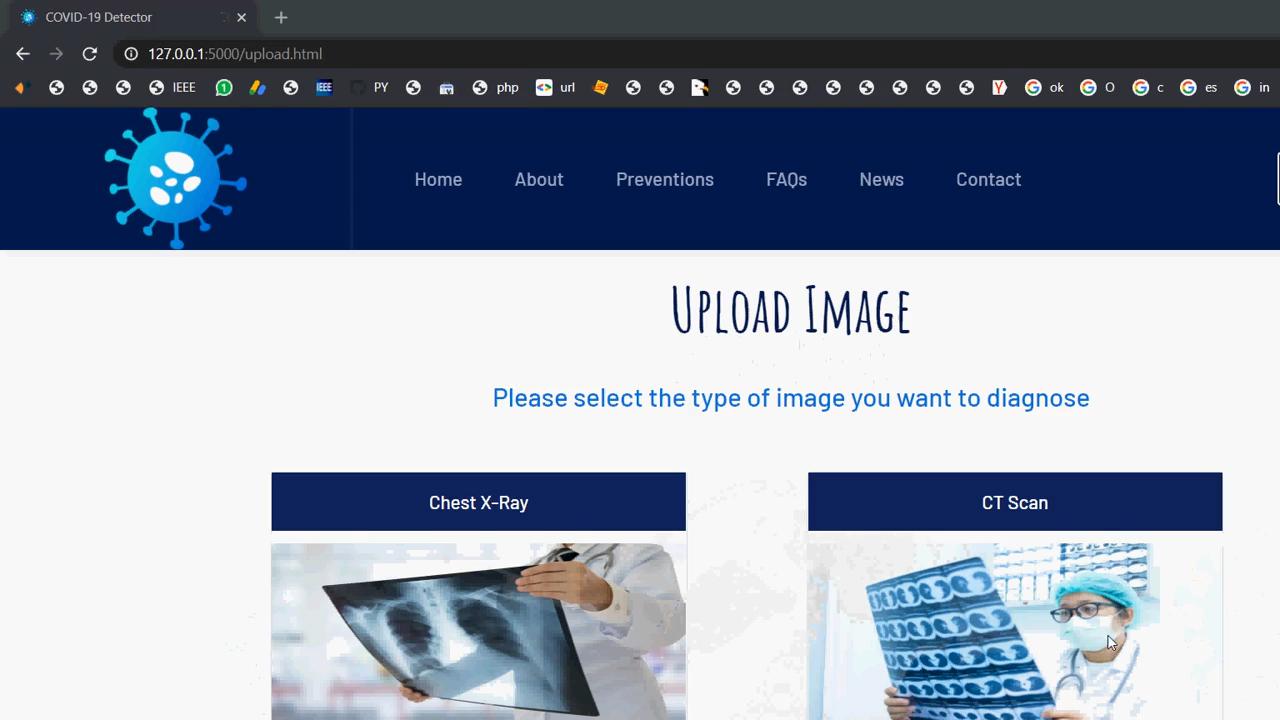 COVID-19 Detector
127.0.0.1:5000/upload.html
IEEE 1 IEEE PY php url Y ok O c es in
Home About Preventions FAQs News Contact
Upload Image
Please select the type of image you want to diagnose
Chest X-Ray CT Scan